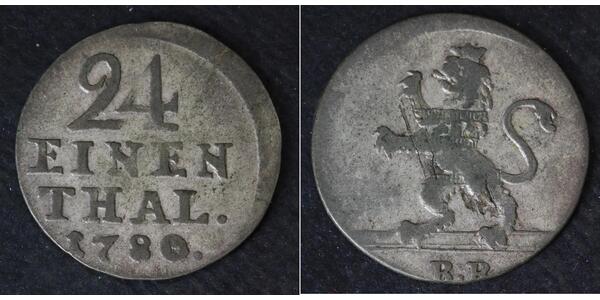 24
EINEN
THAL.
1780.
R.F